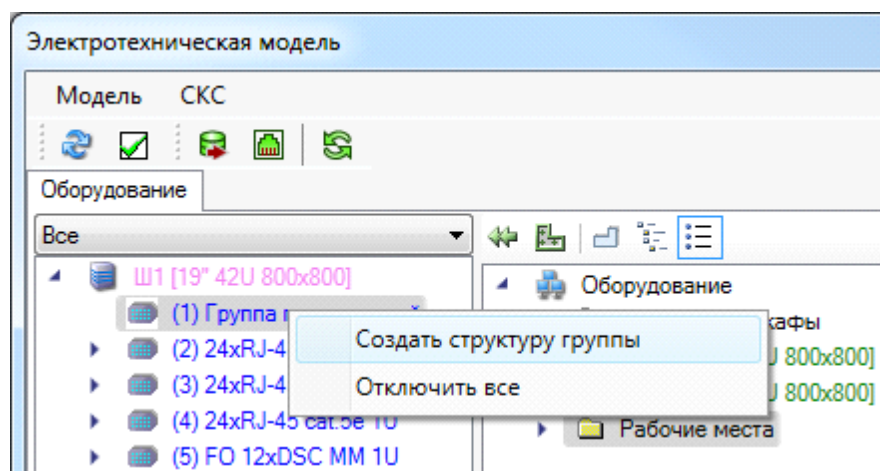 Электротехническая модель
Модель СКС
Оборудование
Все
Ш1 [19" 42U 800x800]
(1) Группа
(2) 24xRJ-4
(3) 24xRJ-4
(4) 24xRJ-45 cat.5e 1U
(5) FO 12xDSC MM 1U
Создать структуру группы
Отключить все
Оборудование
кафы
800x800]
800x800]
Рабочие места